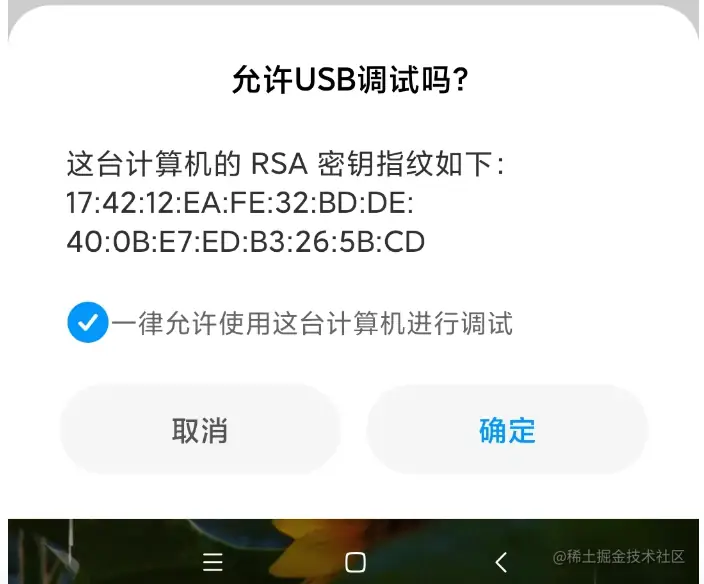 允许USB调试吗？
这台计算机的 RSA 密钥指纹如下：
17:42:12:EA:FE:32:BD:DE:
40:0B:E7:ED:B3:26:5B:CD
一律允许使用这台计算机进行调试
取消
确定
@稀土掘金技术社区